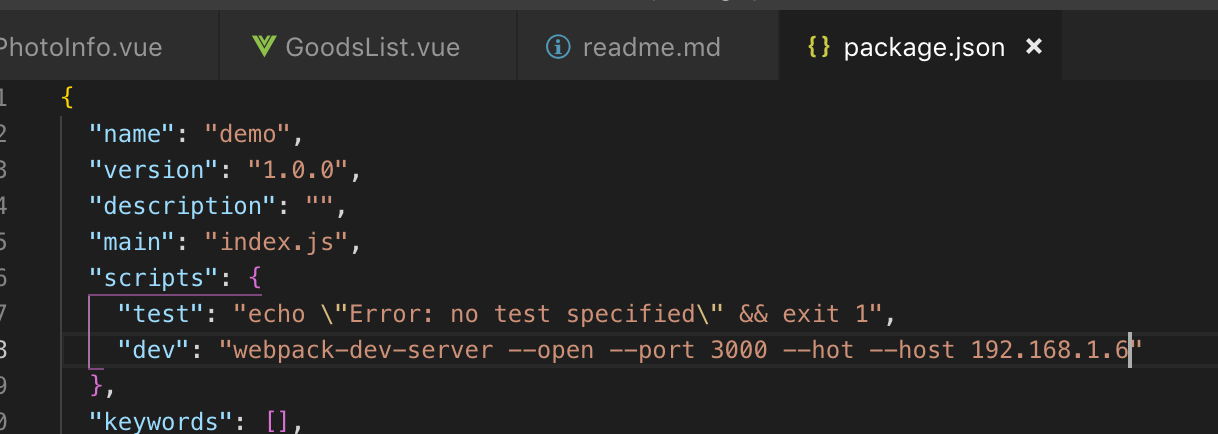 PhotoInfo.vue GoodsList.vue readme.md {} package.json ×
1 {
2 "name": "demo",
3 "version": "1.0.0",
4 "description": "",
5 "main": "index.js",
6 "scripts": {
7 "test": "echo \"Error: no test specified\" && exit 1",
8 "dev": "webpack-dev-server --open --port 3000 --hot --host 192.168.1.6"
9 },
0 "keywords": [],